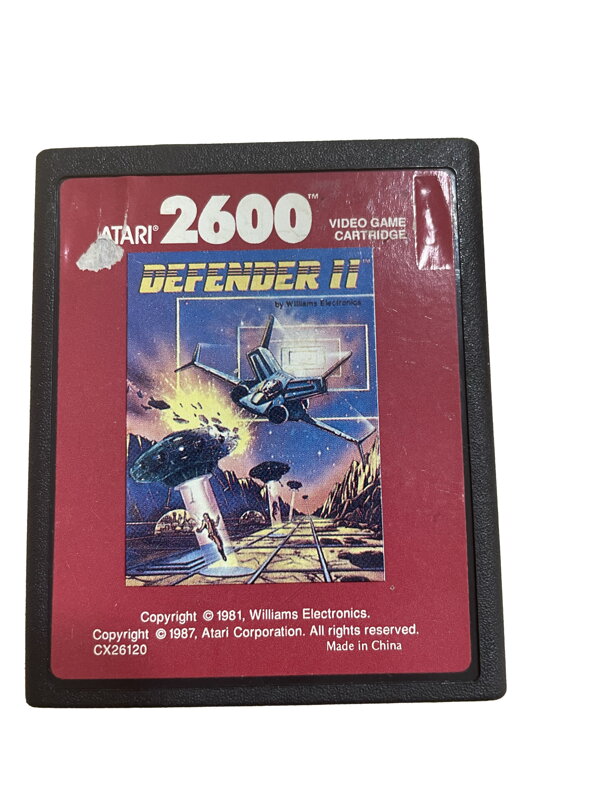 ATARI® 2600™ VIDEO GAME
CARTRIDGE
DEFENDER II™
by Williams Electronics
Copyright © 1981, Williams Electronics.
Copyright © 1987, Atari Corporation. All rights reserved.
CX26120 Made in China